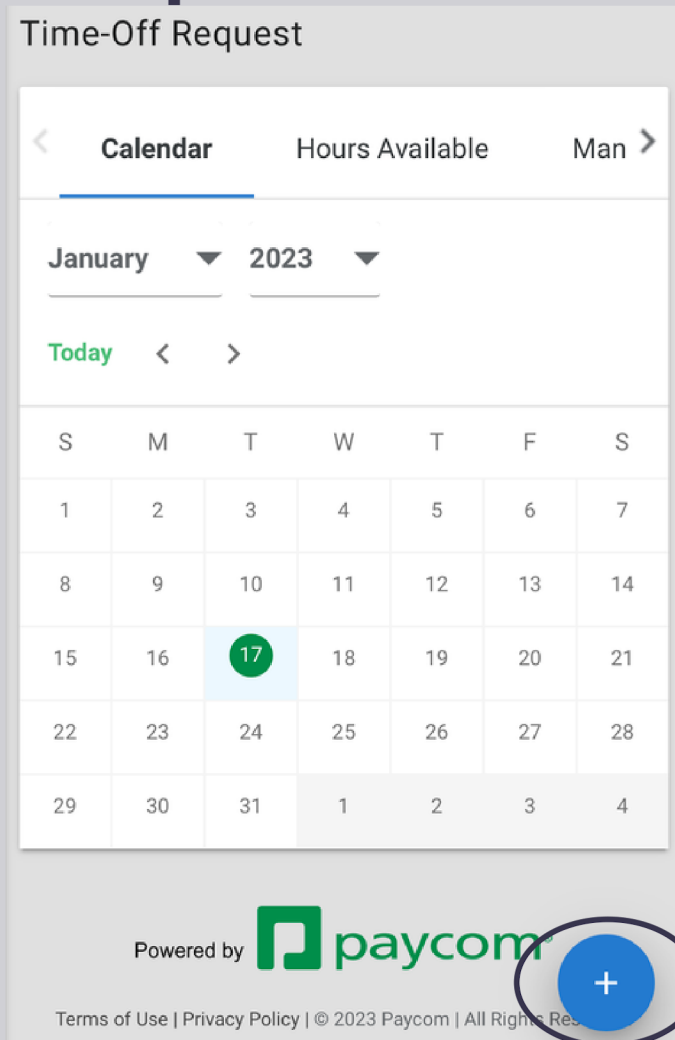 Time-Off Request
Calendar Hours Available Man
January 2023
Today
S M T W T F S
1 2 3 4 5 6 7
8 9 10 11 12 13 14
15 16 17 18 19 20 21
22 23 24 25 26 27 28
29 30 31 1 2 3 4
Powered by paycom
+
Terms of Use | Privacy Policy | © 2023 Paycom | All Rights Res